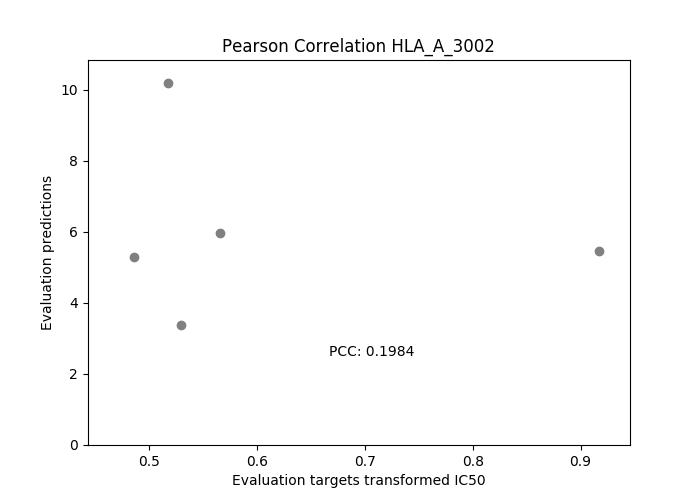 Pearson Correlation HLA_A_3002
10
8
6
4
2
0
Evaluation predictions
PCC: 0.1984
0.5 0.6 0.7 0.8 0.9
Evaluation targets transformed IC50